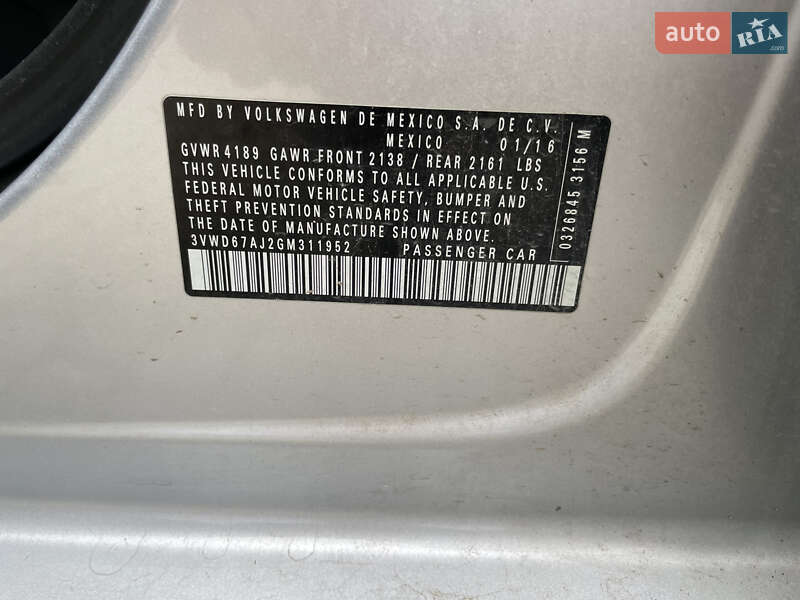 auto RIA
MFD BY VOLKSWAGEN DE MEXICO S.A. DE C.V.
MEXICO 01/16
GVWR 4189 GAWR FRONT 2138 / REAR 2161 LBS
THIS VEHICLE CONFORMS TO ALL APPLICABLE U.S.
FEDERAL MOTOR VEHICLE SAFETY, BUMPER AND
THEFT PREVENTION STANDARDS IN EFFECT ON
THE DATE OF MANUFACTURE SHOWN ABOVE.
3VWD67AJ2GM311952 PASSENGER CAR
0326845 3156 M